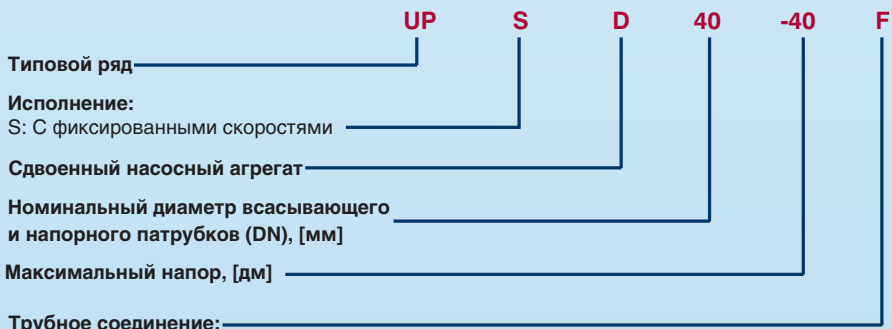 UP S D 40 -40 F
Типовой ряд
Исполнение:
S: С фиксированными скоростями
Сдвоенный насосный агрегат
Номинальный диаметр всасывающего
и напорного патрубков (DN), [мм]
Максимальный напор, [дм]
Трубное соединение: